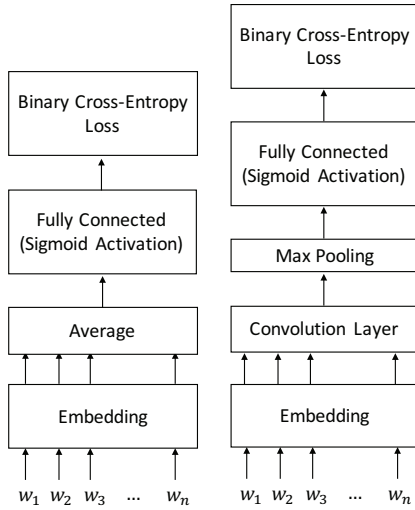 Binary Cross-Entropy
Loss
Fully Connected
(Sigmoid Activation)
Average
Embedding
w₁ w₂ w₃ ... wₙ
Binary Cross-Entropy
Loss
Fully Connected
(Sigmoid Activation)
Max Pooling
Convolution Layer
Embedding
w₁ w₂ w₃ ... wₙ